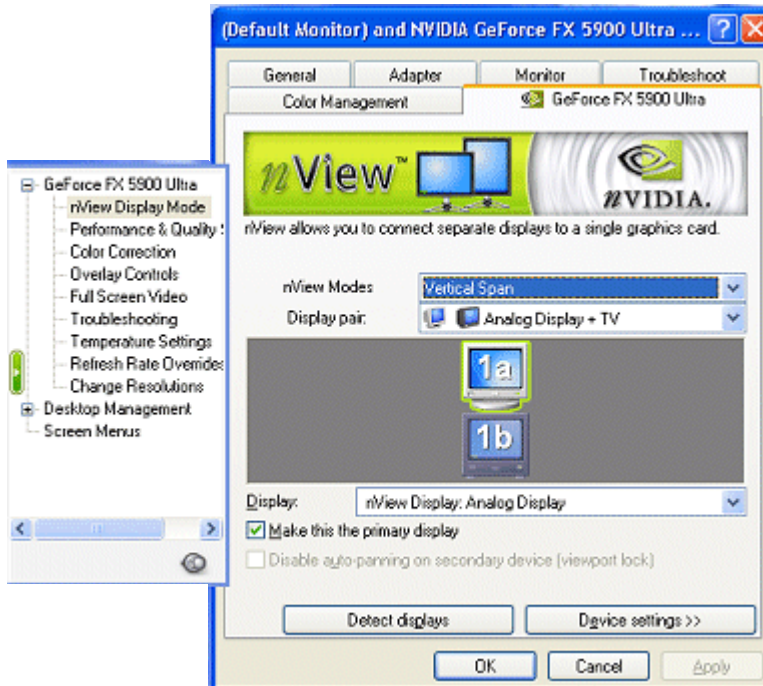 (Default Monitor) and NVIDIA GeForce FX 5900 Ultra ...
General Adapter Monitor Troubleshoot
Color Management GeForce FX 5900 Ultra
nView™ nVIDIA.
nView allows you to connect separate displays to a single graphics card.
nView Modes Vertical Span
Display pair: Analog Display + TV
1a
1b
Display: nView Display: Analog Display
Make this the primary display
Disable auto-panning on secondary device (viewport lock)
Detect displays Device settings >>
OK Cancel Apply
GeForce FX 5900 Ultra
nView Display Mode
Performance & Quality S
Color Correction
Overlay Controls
Full Screen Video
Troubleshooting
Temperature Settings
Refresh Rate Overrides
Change Resolutions
Desktop Management
Screen Menus